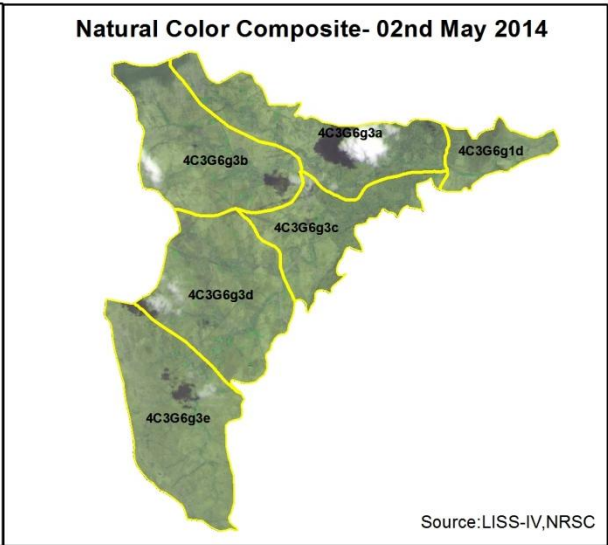 Natural Color Composite- 02nd May 2014
4C3G6g3a
4C3G6g1d
4C3G6g3b
4C3G6g3c
4C3G6g3d
4C3G6g3e
Source:LISS-IV,NRSC